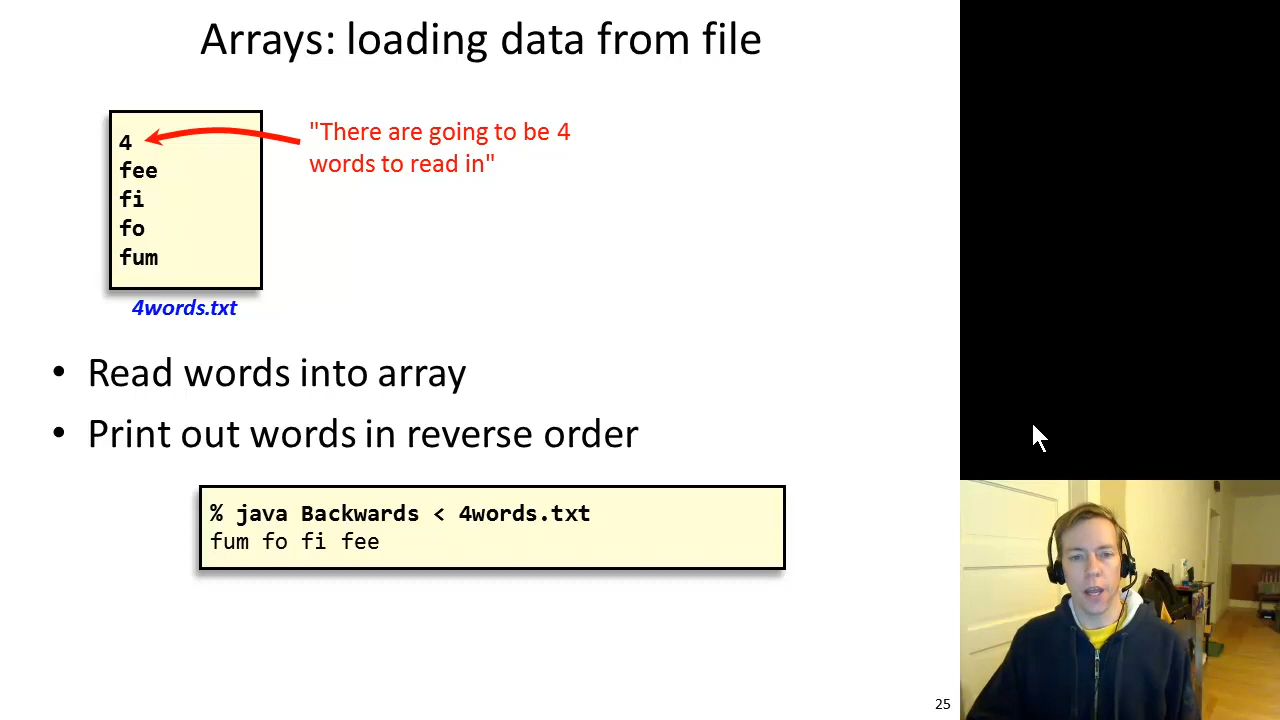 Arrays: loading data from file
4
fee
fi
fo
fum
"There are going to be 4
words to read in"
4words.txt
• Read words into array
• Print out words in reverse order
% java Backwards < 4words.txt
fum fo fi fee
25